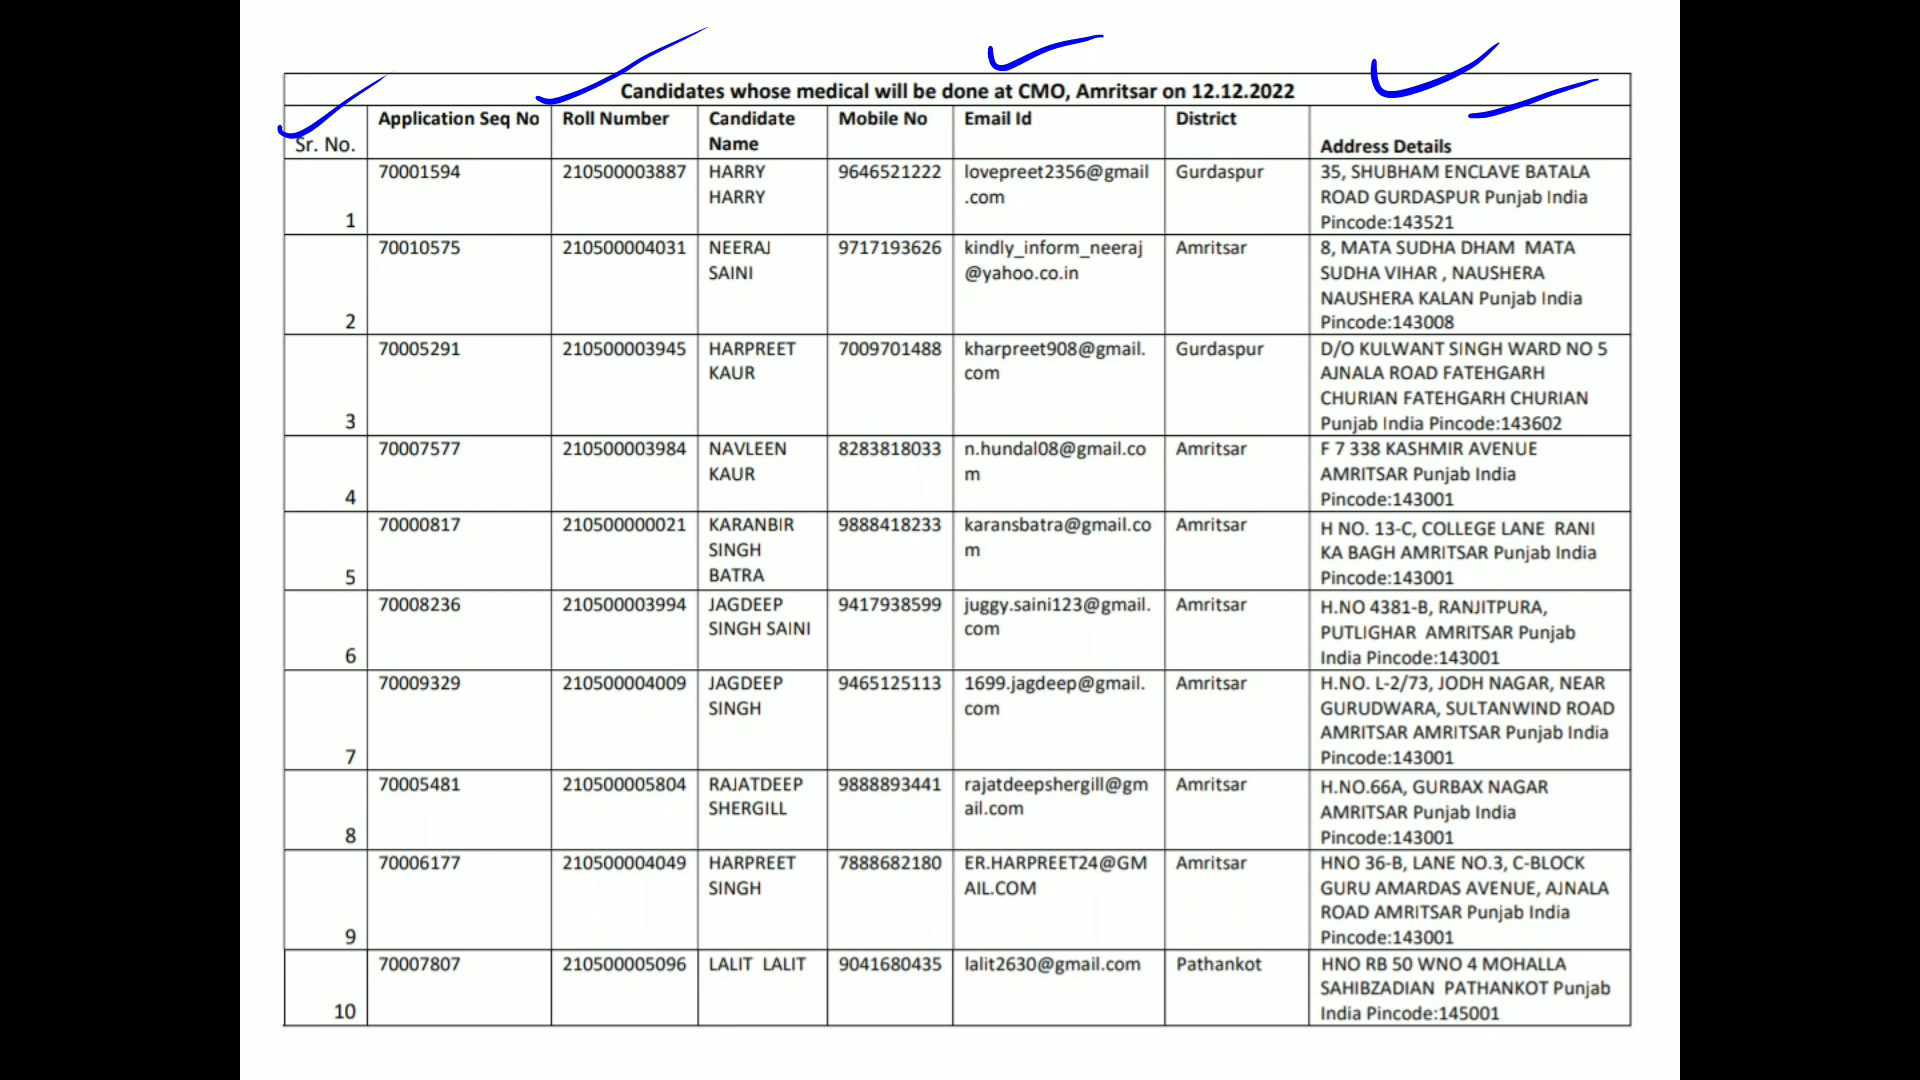 Candidates whose medical will be done at CMO, Amritsar on 12.12.2022
Sr. No. Application Seq No Roll Number Candidate Name Mobile No Email Id District Address Details
1 70001594 210500003887 HARRY 9646521222 lovepreet2356@gmail Gurdaspur 35, SHUBHAM ENCLAVE BATALA
HARRY .com ROAD GURDASPUR Punjab India
Pincode:143521
2 70010575 210500004031 NEERAJ 9717193626 kindly_inform_neeraj Amritsar 8, MATA SUDHA DHAM MATA
SAINI @yahoo.co.in SUDHA VIHAR , NAUSHERA
NAUSHERA KALAN Punjab India
Pincode:143008
3 70005291 210500003945 HARPREET 7009701488 kharpreet908@gmail. Gurdaspur D/O KULWANT SINGH WARD NO 5
KAUR com AJNALA ROAD FATEHGARH
CHURIAN FATEHGARH CHURIAN
Punjab India Pincode:143602
4 70007577 210500003984 NAVLEEN 8283818033 n.hundal08@gmail.co Amritsar F 7 338 KASHMIR AVENUE
KAUR m AMRITSAR Punjab India
Pincode:143001
5 70000817 210500000021 KARANBIR 9888418233 karansbatra@gmail.co Amritsar H NO. 13-C, COLLEGE LANE RANI
SINGH m KA BAGH AMRITSAR Punjab India
BATRA Pincode:143001
6 70008236 210500003994 JAGDEEP 9417938599 juggy.saini123@gmail. Amritsar H.NO 4381-B, RANJITPURA,
SINGH SAINI com PUTLIGHAR AMRITSAR Punjab
India Pincode:143001
7 70009329 210500004009 JAGDEEP 9465125113 1699.jagdeep@gmail. Amritsar H.NO. L-2/73, JODH NAGAR, NEAR
SINGH com GURUDWARA, SULTANWIND ROAD
AMRITSAR AMRITSAR Punjab India
Pincode:143001
8 70005481 210500005804 RAJATDEEP 9888893441 rajatdeepshergill@gm Amritsar H.NO.66A, GURBAX NAGAR
SHERGILL ail.com AMRITSAR Punjab India
Pincode:143001
9 70006177 210500004049 HARPREET 7888682180 ER.HARPREET24@GM Amritsar HNO 36-B, LANE NO.3, C-BLOCK
SINGH AIL.COM GURU AMARDAS AVENUE, AJNALA
ROAD AMRITSAR Punjab India
Pincode:143001
10 70007807 210500005096 LALIT LALIT 9041680435 lalit2630@gmail.com Pathankot HNO RB 50 WNO 4 MOHALLA
SAHIBZADIAN PATHANKOT Punjab
India Pincode:145001